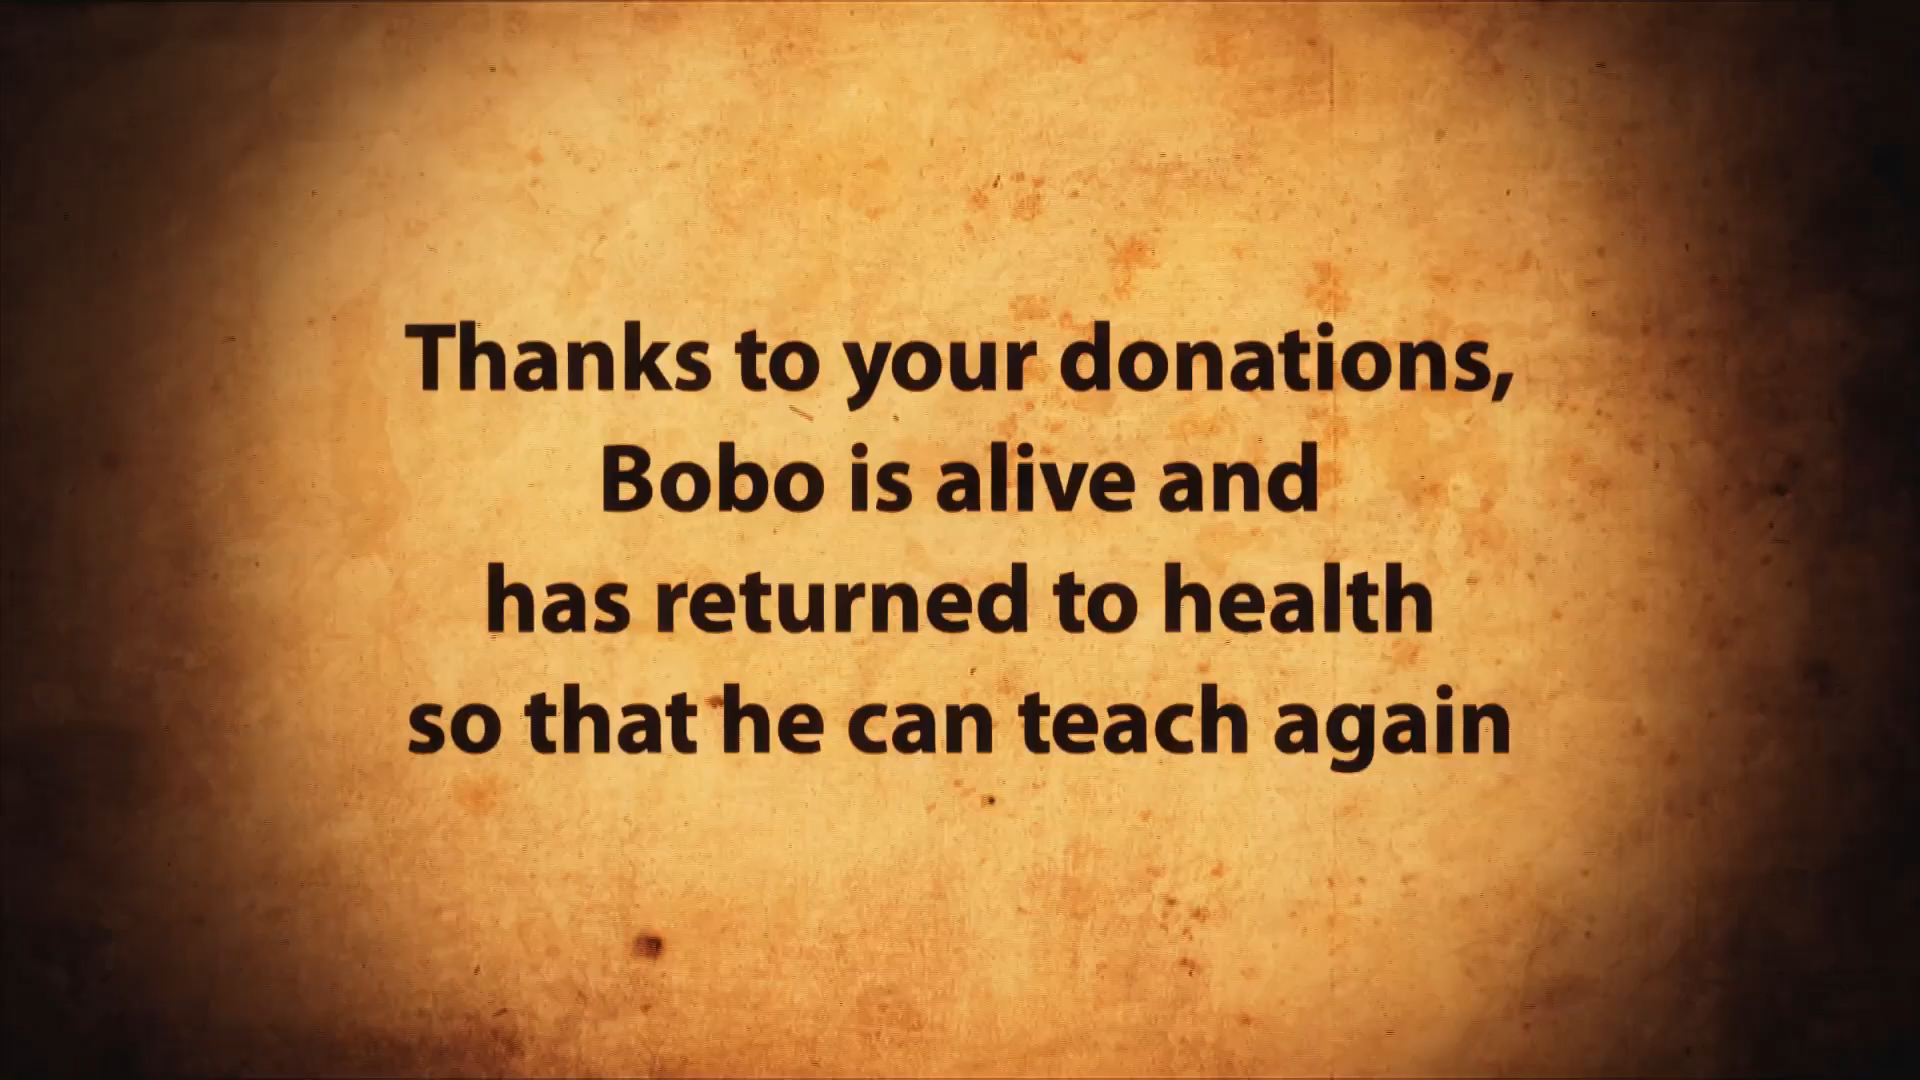 Thanks to your donations,
Bobo is alive and
has returned to health
so that he can teach again